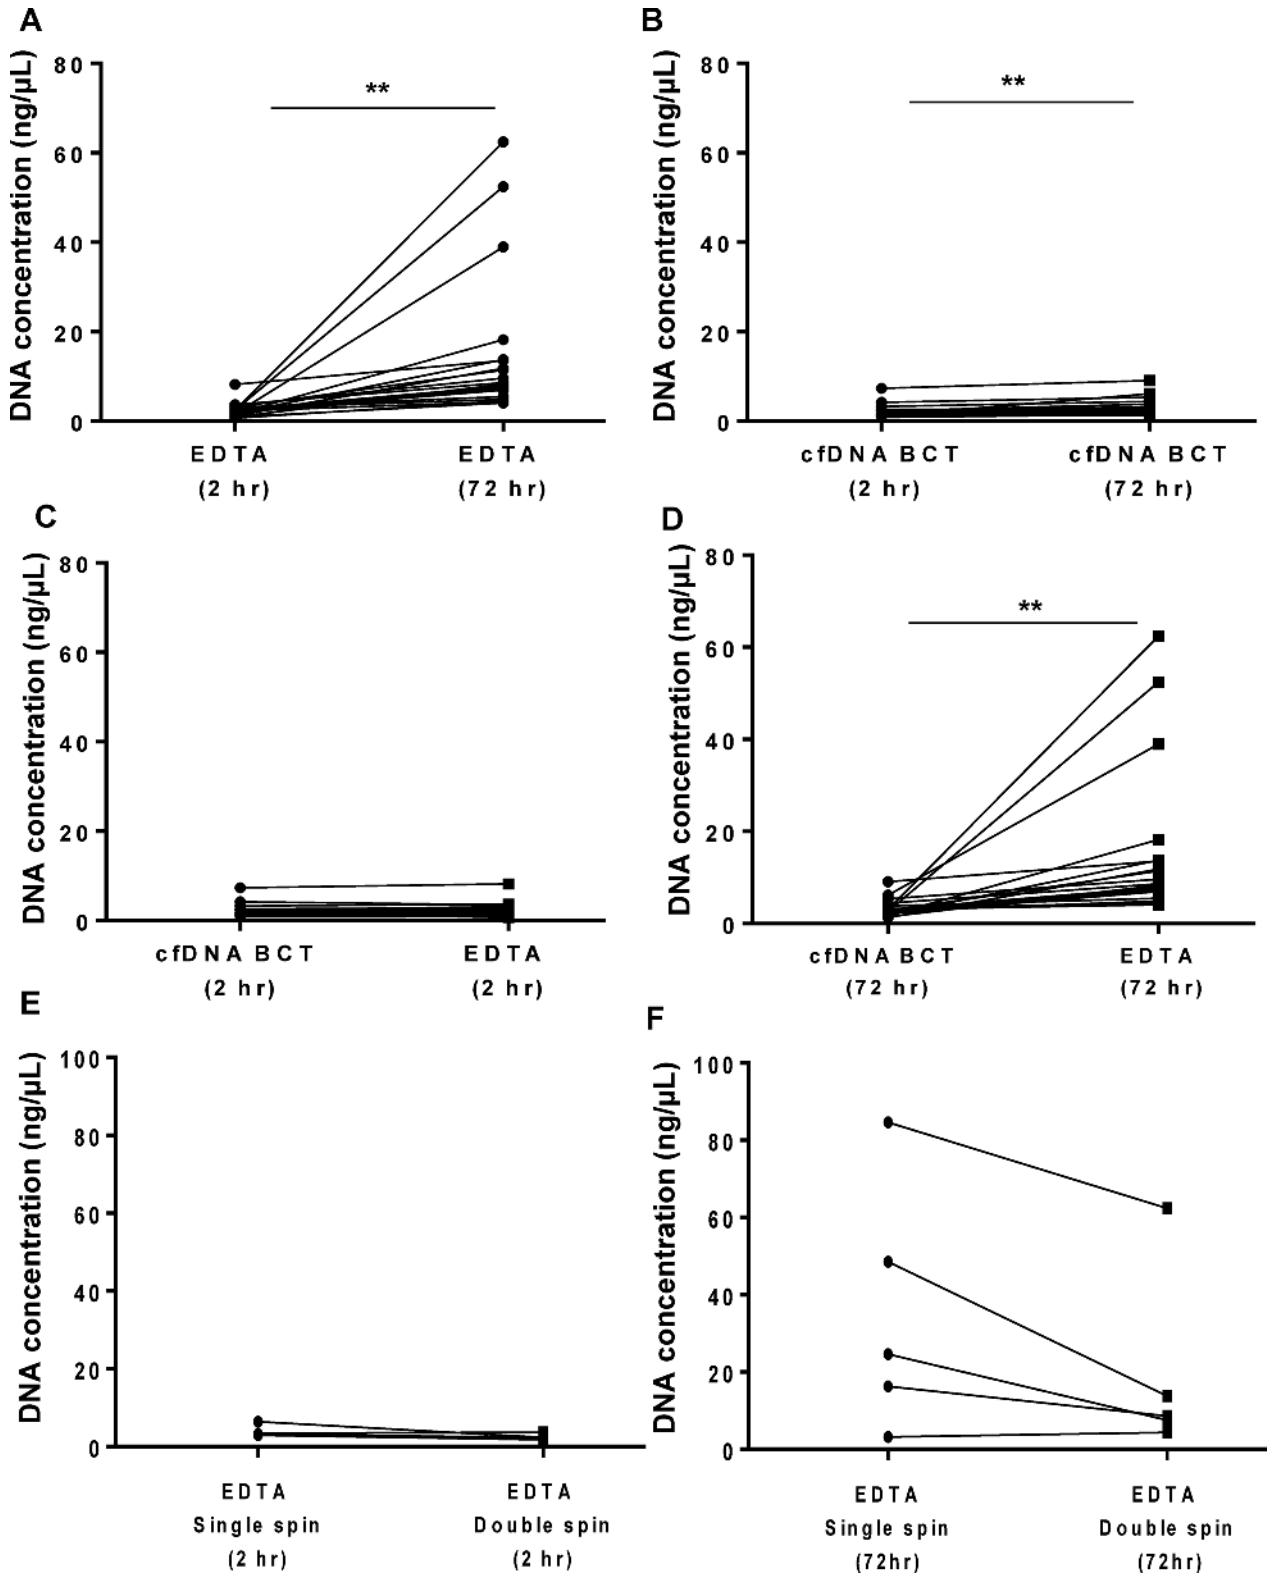 A
DNA concentration (ng/µL)
80
60
40
20
0
**
EDTA
(2 hr)
EDTA
(72 hr)
B
DNA concentration (ng/µL)
80
60
40
20
0
**
cfDNA BCT
(2 hr)
cfDNA BCT
(72 hr)
C
DNA concentration (ng/µL)
80
60
40
20
0
cfDNA BCT
(2 hr)
EDTA
(2 hr)
D
DNA concentration (ng/µL)
80
60
40
20
0
**
cfDNA BCT
(72 hr)
EDTA
(72 hr)
E
DNA concentration (ng/µL)
100
80
60
40
20
0
EDTA
Single spin
(2 hr)
EDTA
Double spin
(2 hr)
F
DNA concentration (ng/µL)
100
80
60
40
20
0
EDTA
Single spin
(72hr)
EDTA
Double spin
(72hr)